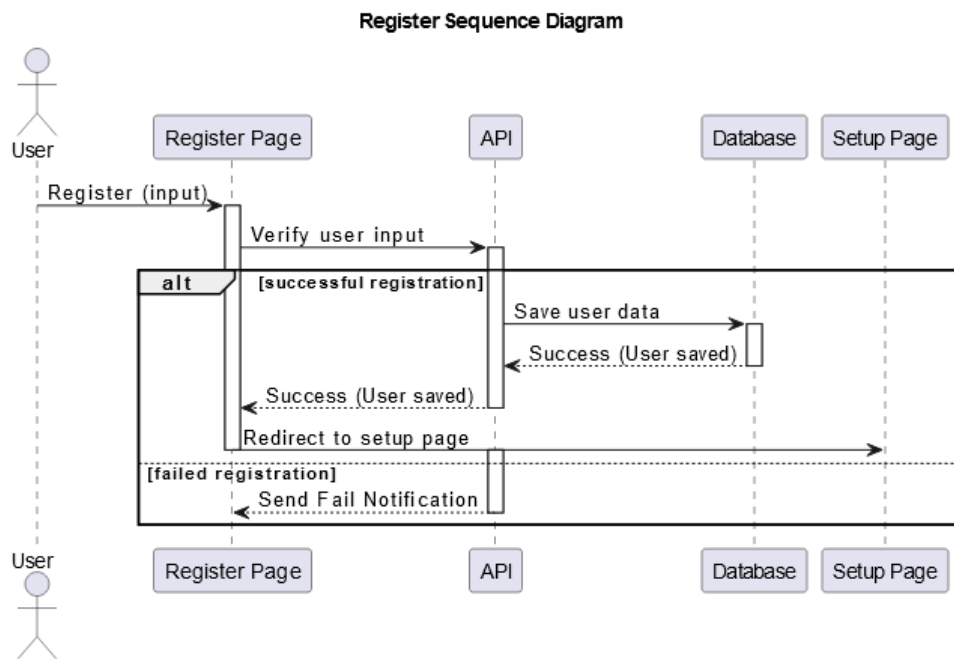 Register Sequence Diagram
User
Register Page
API
Database
Setup Page
Register (input)
Verify user input
alt
[successful registration]
Save user data
Success (User saved)
Success (User saved)
Redirect to setup page
[failed registration]
Send Fail Notification
User
Register Page
API
Database
Setup Page